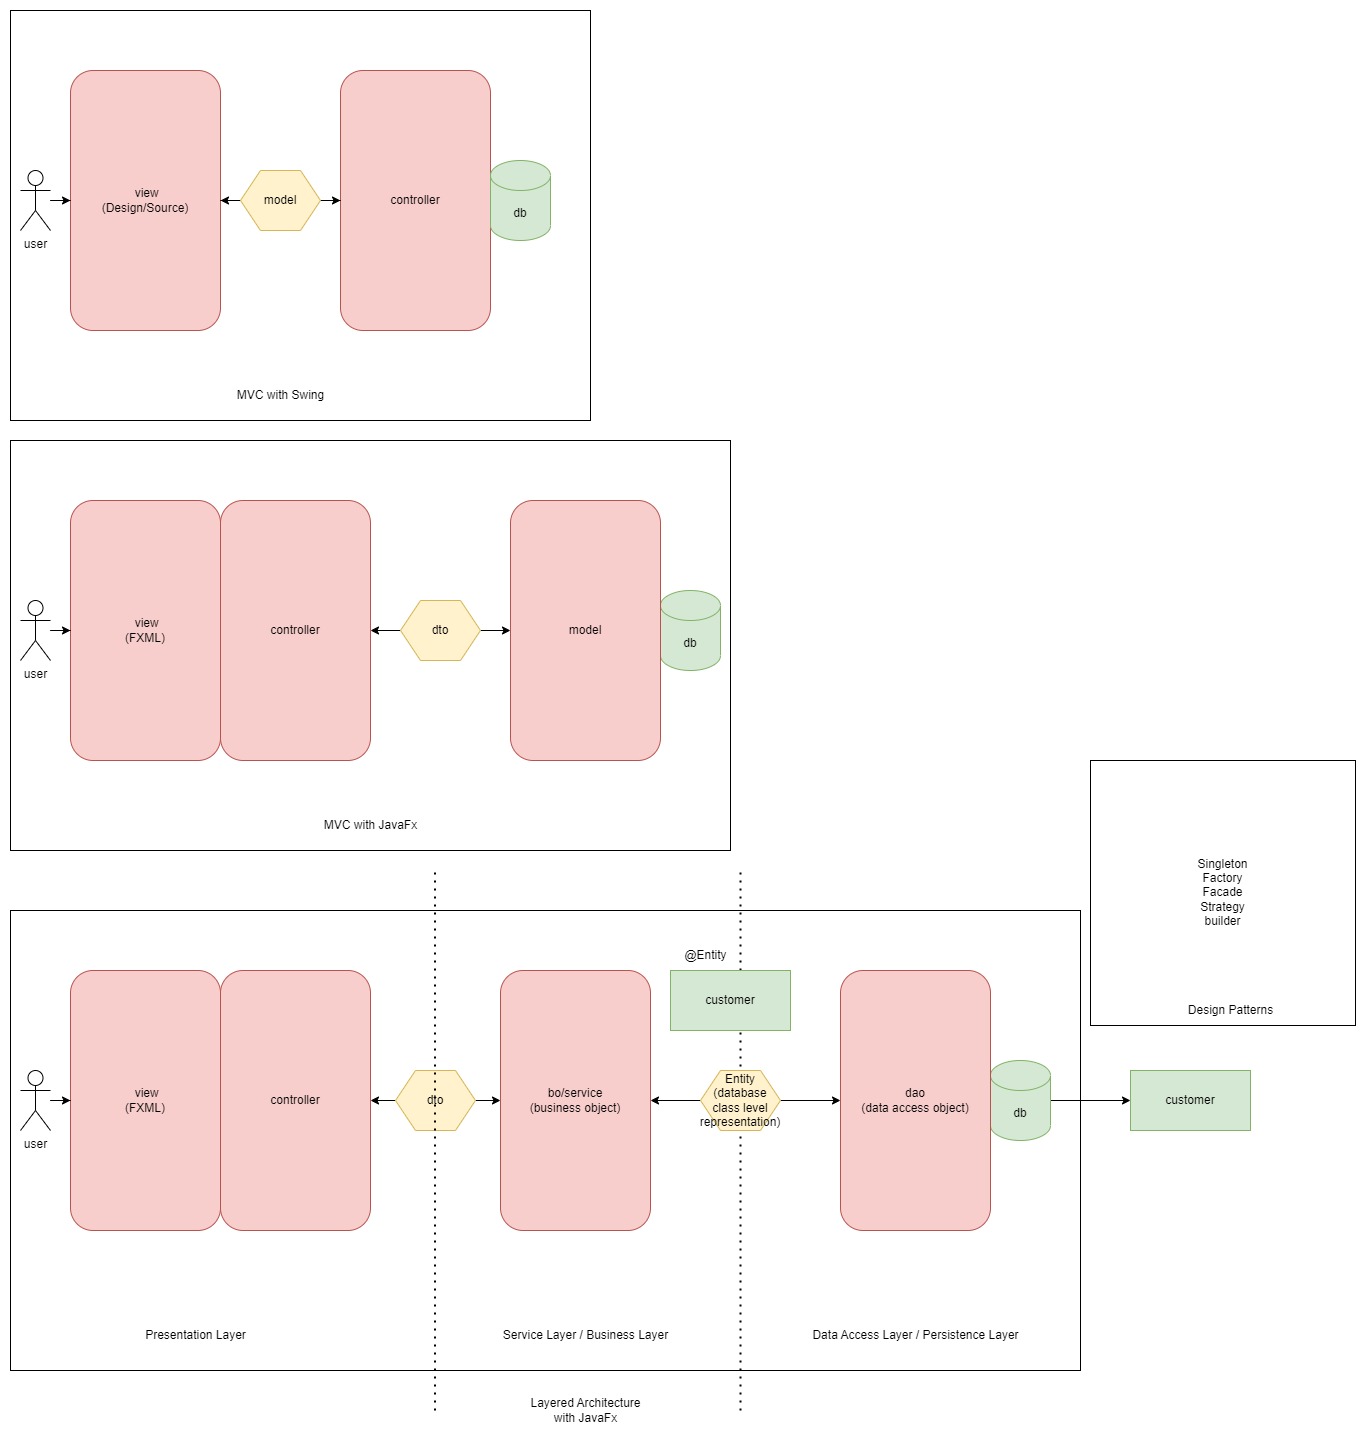 view
(Design/Source)
model
controller
db
user
MVC with Swing
view
(FXML)
controller
dto
model
db
user
MVC with JavaFx
Singleton
Factory
Facade
Strategy
builder
Design Patterns
@Entity
customer
view
(FXML)
controller
dto
bo/service
(business object)
Entity
(database
class level
representation)
dao
(data access object)
db
customer
user
Presentation Layer
Service Layer / Business Layer
Data Access Layer / Persistence Layer
Layered Architecture
with JavaFx